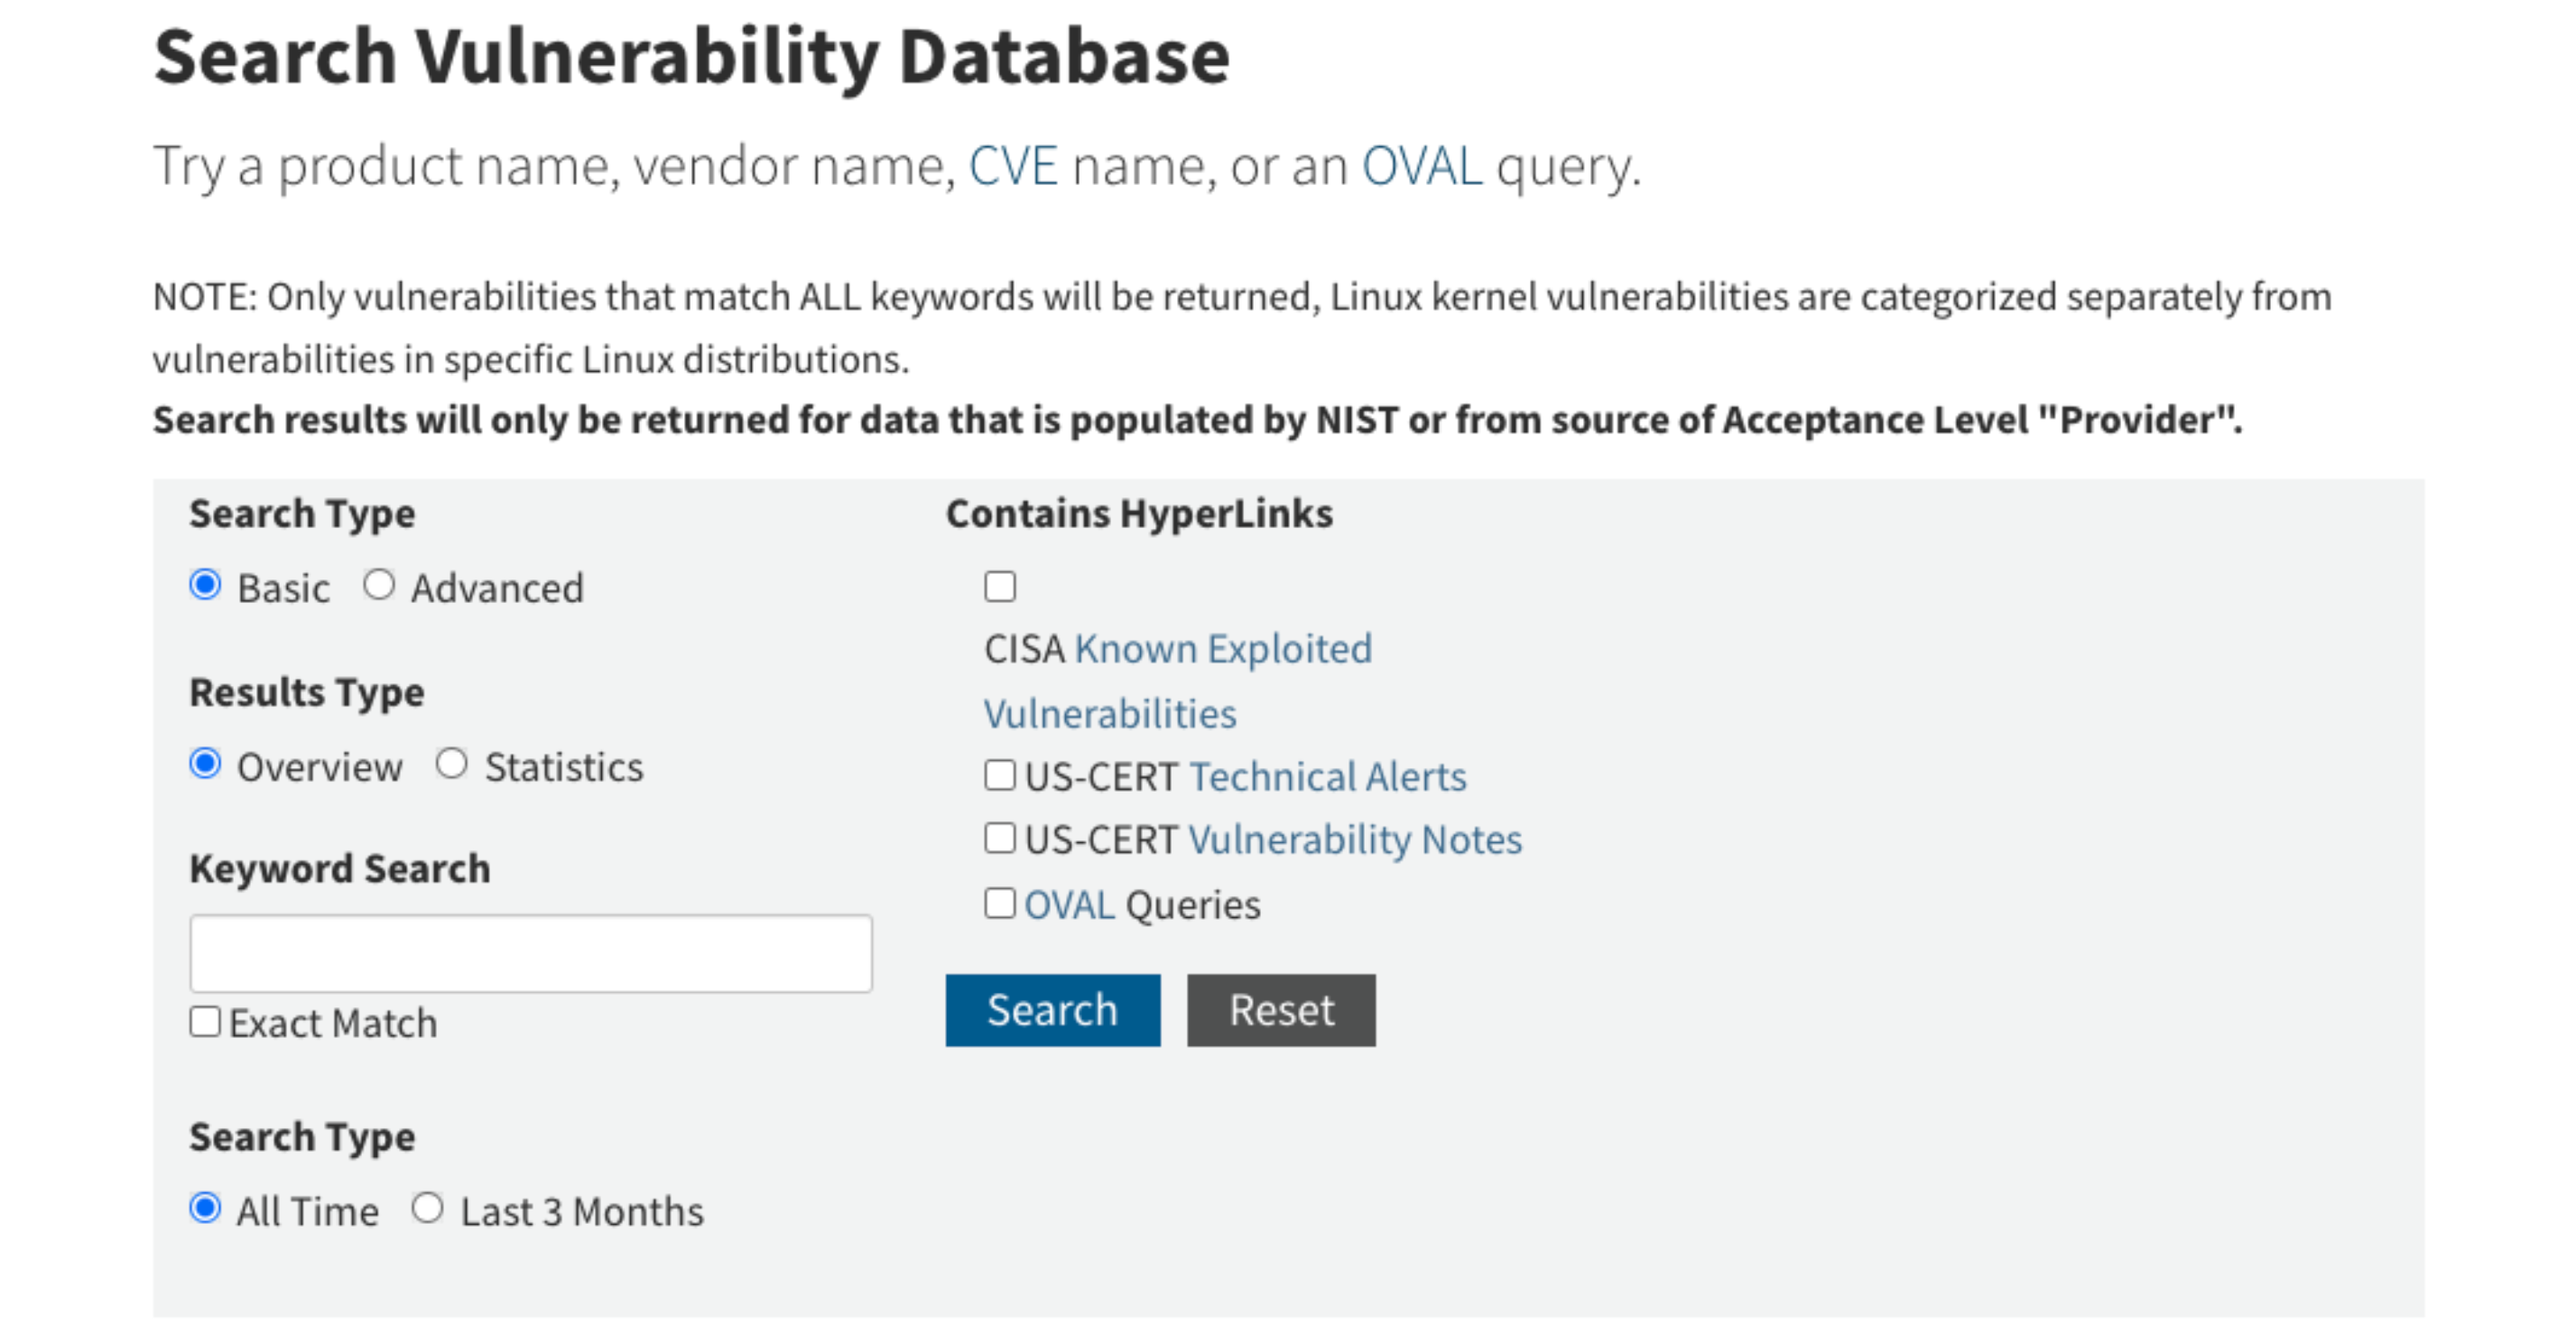 Search Vulnerability Database
Try a product name, vendor name, CVE name, or an OVAL query.
NOTE: Only vulnerabilities that match ALL keywords will be returned, Linux kernel vulnerabilities are categorized separately from
vulnerabilities in specific Linux distributions.
Search results will only be returned for data that is populated by NIST or from source of Acceptance Level "Provider".
Search Type
Basic Advanced
Results Type
Overview Statistics
Keyword Search
Exact Match
Search Type
All Time Last 3 Months
Contains HyperLinks
CISA Known Exploited
Vulnerabilities
US-CERT Technical Alerts
US-CERT Vulnerability Notes
OVAL Queries
Search Reset